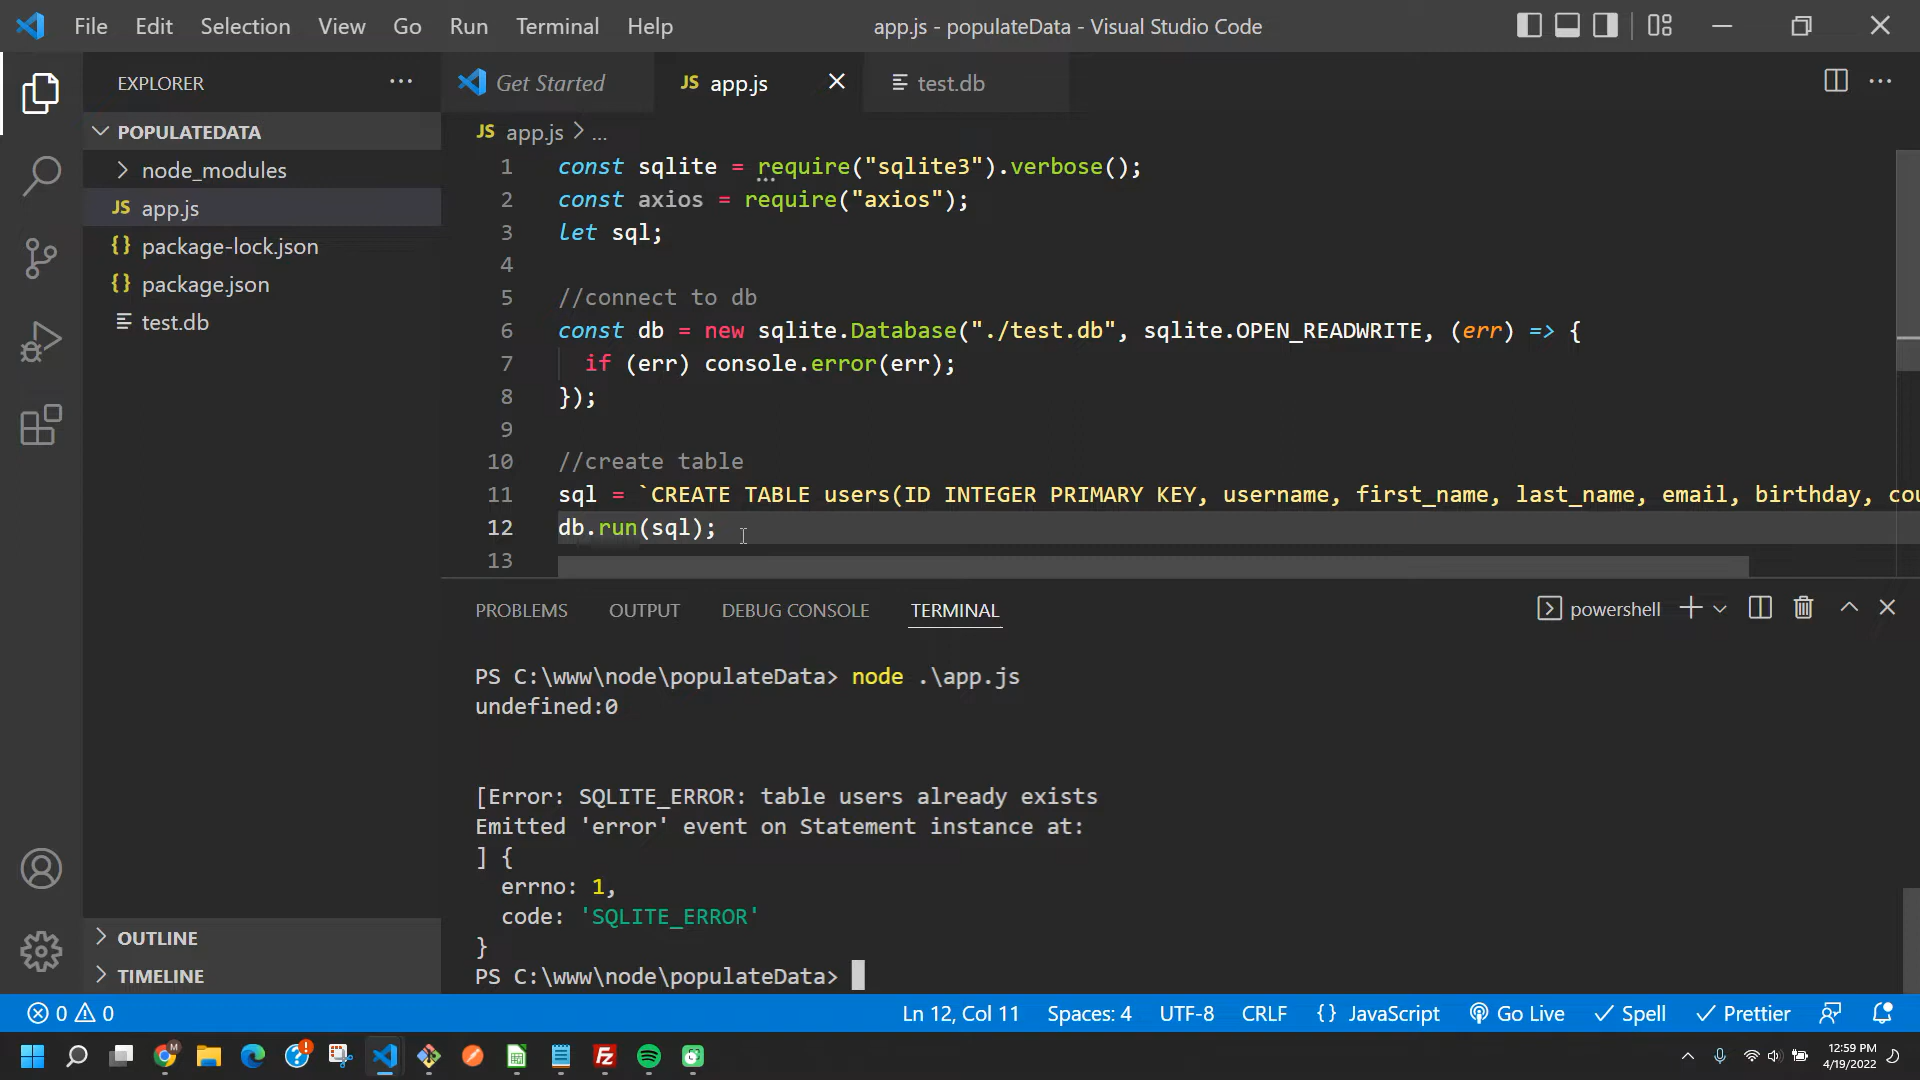 File Edit Selection View Go Run Terminal Help
app.js - populateData - Visual Studio Code
EXPLORER
Get Started
JS app.js
test.db
POPULATEDATA
node_modules
JS app.js
{} package-lock.json
{} package.json
test.db
OUTLINE
TIMELINE
JS app.js > ...
1 const sqlite = require("sqlite3").verbose();
2 const axios = require("axios");
3 let sql;
4
5 //connect to db
6 const db = new sqlite.Database("./test.db", sqlite.OPEN_READWRITE, (err) => {
7 if (err) console.error(err);
8 });
9
10 //create table
11 sql = `CREATE TABLE users(ID INTEGER PRIMARY KEY, username, first_name, last_name, email, birthday, cou
12 db.run(sql);
13
PROBLEMS OUTPUT DEBUG CONSOLE TERMINAL
powershell
PS C:\www\node\populateData> node .\app.js
undefined:0
[Error: SQLITE_ERROR: table users already exists
Emitted 'error' event on Statement instance at:
] {
errno: 1,
code: 'SQLITE_ERROR'
}
PS C:\www\node\populateData>
0 0
Ln 12, Col 11 Spaces: 4 UTF-8 CRLF {} JavaScript Go Live Spell Prettier
12:59 PM
4/19/2022